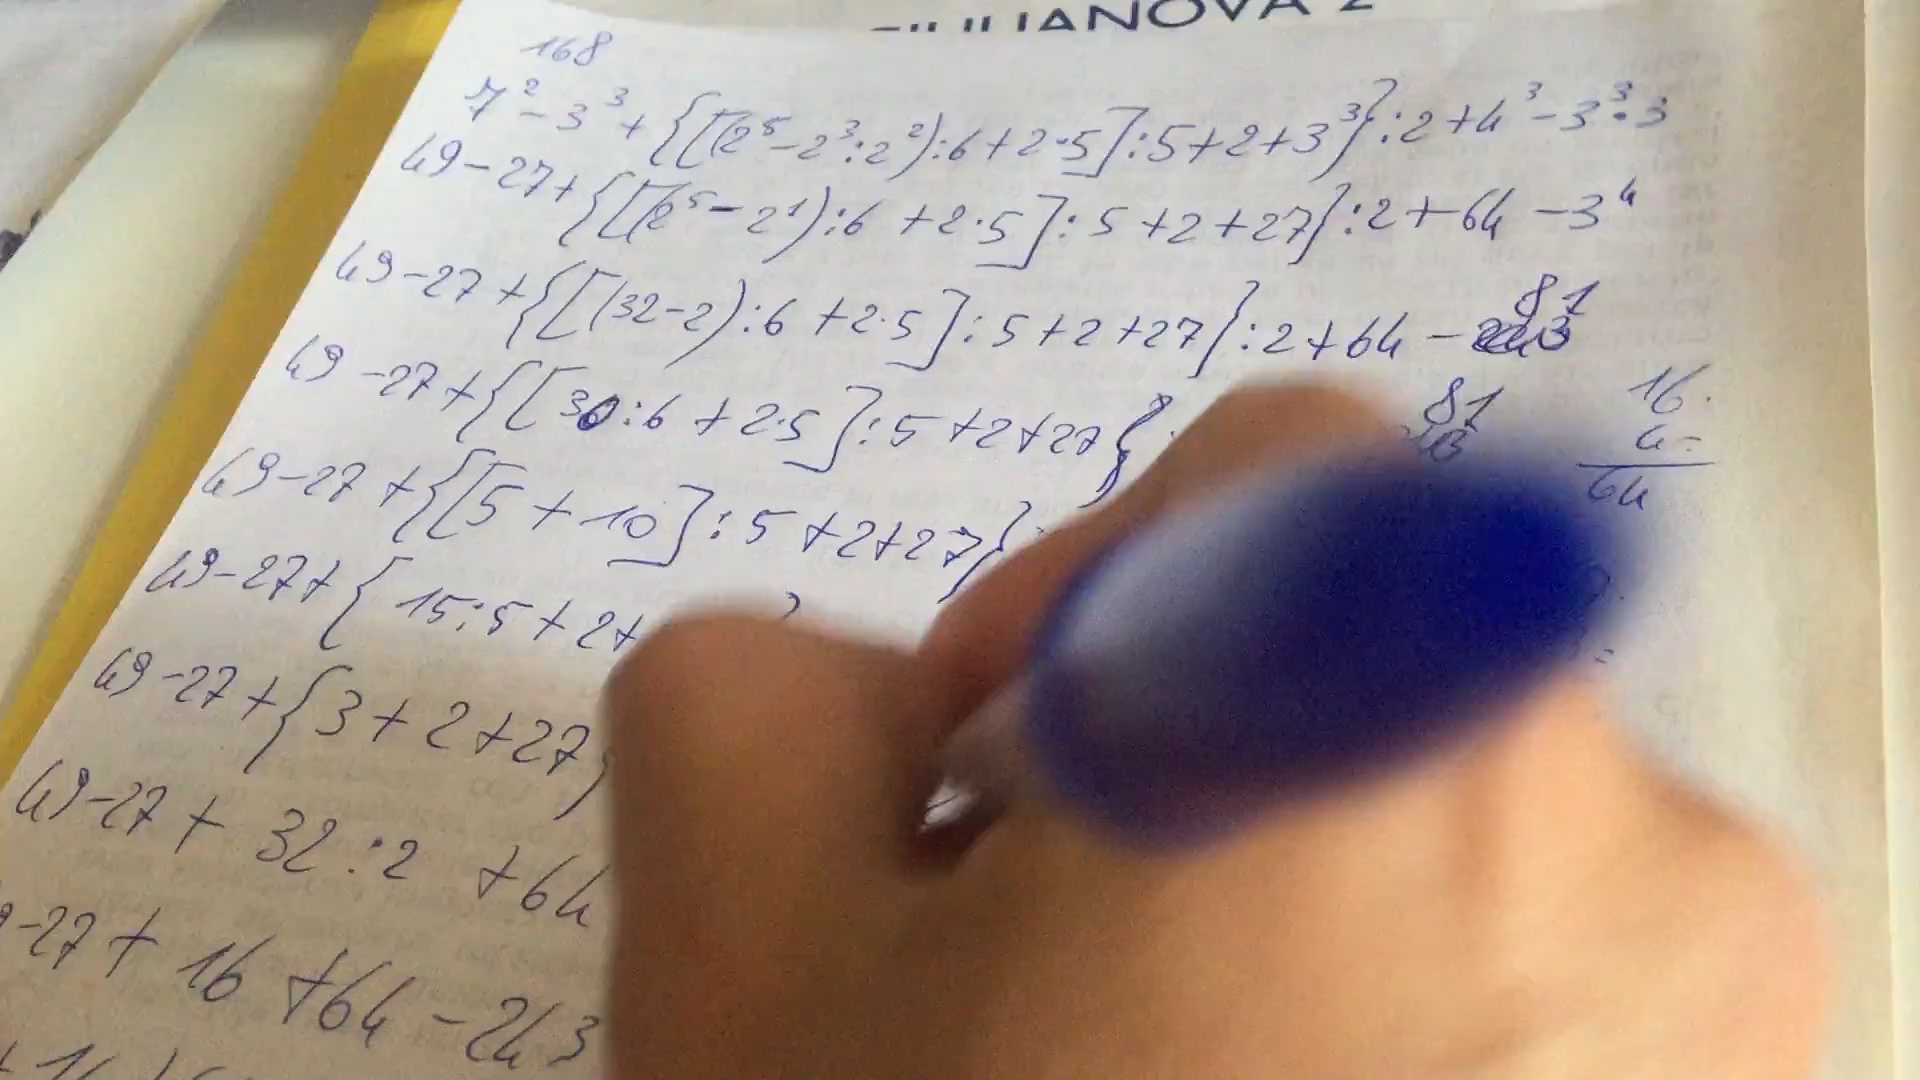 168
7² - 3³ + {[(2⁵ - 2³ : 2²) : 6 + 2 · 5] : 5 + 2 + 3³} : 2 + 4³ - 3³ · 3
49 - 27 + {[(2⁵ - 2¹) : 6 + 2 · 5] : 5 + 2 + 27} : 2 + 64 - 3⁴
81
49 - 27 + {[(32 - 2) : 6 + 2 · 5] : 5 + 2 + 27} : 2 + 64 -
49 - 27 + {[30 : 6 + 2 · 5] : 5 + 2 + 27} :
81
16 ·
4 =
64
49 - 27 + {[5 + 10] : 5 + 2 + 27} :
49 - 27 + { 15 : 5 + 2 +
49 - 27 + {3 + 2 + 27}
49 - 27 + 32 : 2 + 64
- 27 + 16 + 64 - 243